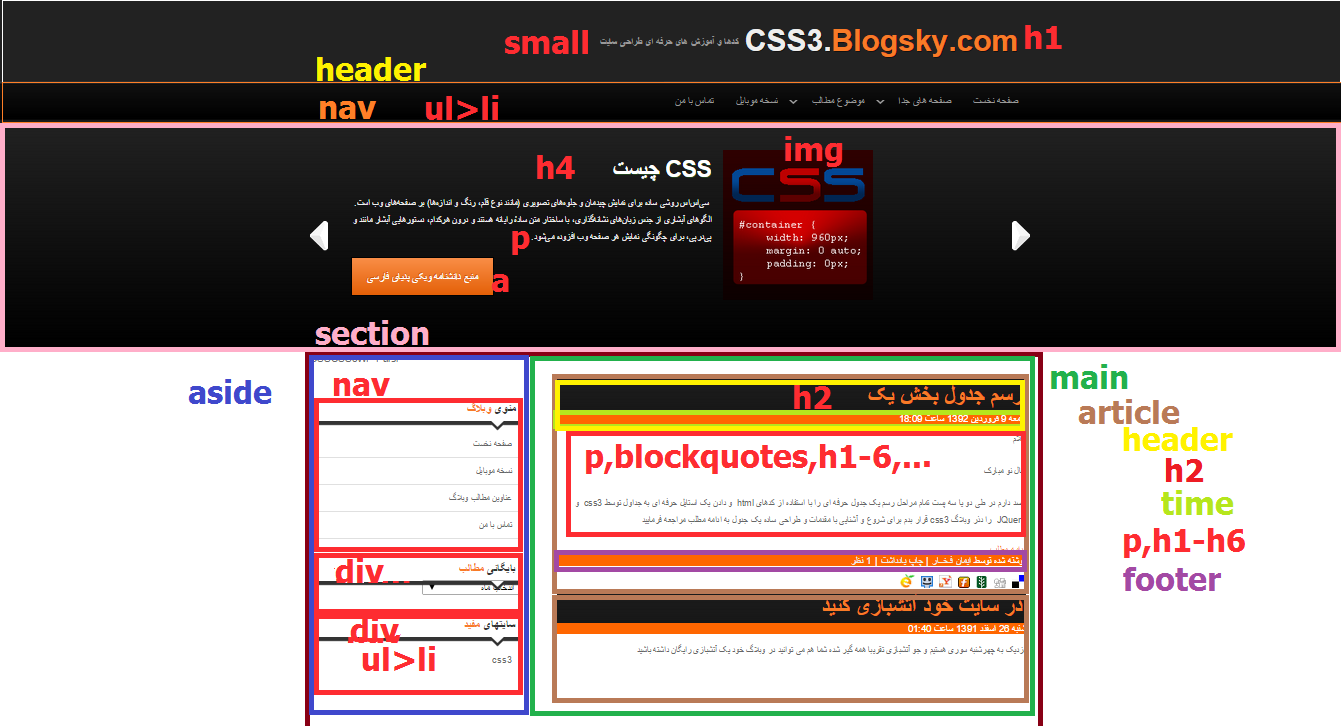 small کدها و آموزش های حرفه ای طراحی سایت CSS3.Blogsky.com h1
header
nav ul>li
صفحه نخست صفحه های جدا موضوع مطالب نسخه موبایل تماس با من
img
h4 CSS چیست
CSS
سی‌اس‌اس روشی ساده برای نمایش چیدمان و جلوه‌های تصویری (مانند نوع قلم، رنگ و اندازه‌ها) بر صفحه‌های وب است.
الگوهای آبشاری از جنس زبان‌های نشانه‌گذاری، با ساختار متن ساده رایانه هستند و درون هرکدام، دستورهایی آبشار مانند و
پی‌درپی، برای چگونگی نمایش هر صفحه وب افزوده می‌شود.
p
#container {
width: 960px;
margin: 0 auto;
padding: 0px;
}
منبع دانشنامه ویکی پدیای فارسی
a
section
aside
nav
منوی وبلاگ
صفحه نخست
نسخه موبایل
عناوین مطالب وبلاگ
تماس با من
div...
بایگانی مطالب
انتخاب ماه
div
سایتهای مفید
ul>li
css3
h2
رسم جدول بخش یک
9 فروردین 1392 ساعت 18:09
p,blockquotes,h1-6,...
نو مبارک
دارم در طی دو یا سه پست تمام مراحل رسم یک جدول حرفه ای را با استفاده از کدهای html و دادن یک استایل حرفه ای به جداول توسط css3 و
JQuer را در وبلاگ css3 قرار بدم برای شروع و آشنایی با مقدمات و طراحی ساده یک جدول به ادامه مطلب مراجعه فرمایید
شده توسط ایمان فخار | چاپ یادداشت | 1 نظر
در سایت خود آتشبازی کنید
26 اسفند 1391 ساعت 01:40
نزدیک به چهرشنبه سوری هستیم و جو آتشبازی تقریبا همه گیر شده شما هم می توانید در وبلاگ خود یک آتشبازی رایگان داشته باشید
main
article
header
h2
time
p,h1-h6
footer